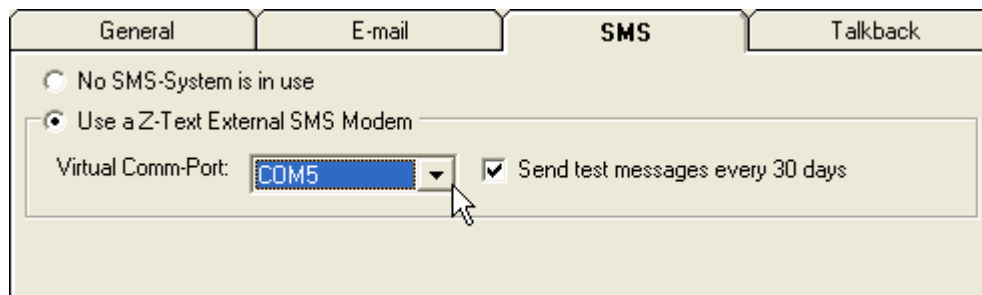 General E-mail SMS Talkback
No SMS-System is in use
Use a Z-Text External SMS Modem
Virtual Comm-Port: COM5 Send test messages every 30 days